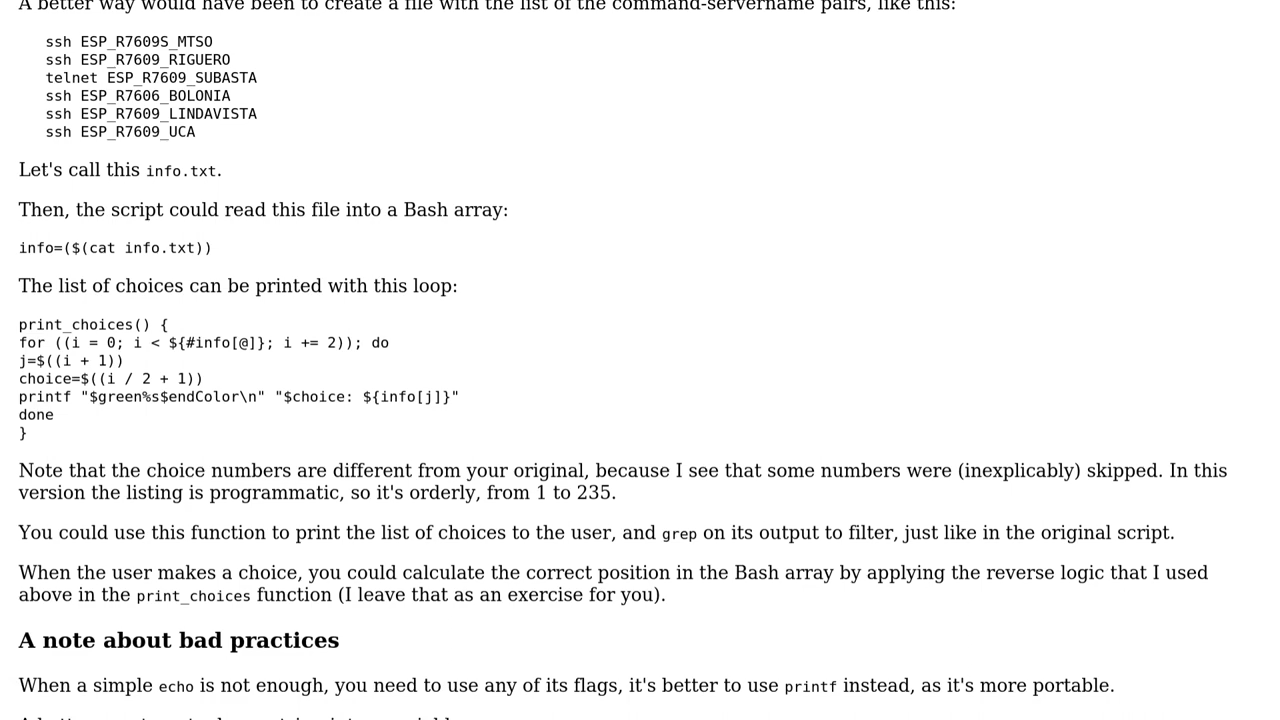 A better way would have been to create a file with the list of the command-servername pairs, like this:
ssh ESP_R7609S_MTSO
ssh ESP_R7609_RIGUERO
telnet ESP_R7609_SUBASTA
ssh ESP_R7606_BOLONIA
ssh ESP_R7609_LINDAVISTA
ssh ESP_R7609_UCA
Let's call this info.txt.
Then, the script could read this file into a Bash array:
info=($(cat info.txt))
The list of choices can be printed with this loop:
print_choices() {
for ((i = 0; i < ${#info[@]}; i += 2)); do
j=$((i + 1))
choice=$((i / 2 + 1))
printf "$green%s$endColor\n" "$choice: ${info[j]}"
done
}
Note that the choice numbers are different from your original, because I see that some numbers were (inexplicably) skipped. In this
version the listing is programmatic, so it's orderly, from 1 to 235.
You could use this function to print the list of choices to the user, and grep on its output to filter, just like in the original script.
When the user makes a choice, you could calculate the correct position in the Bash array by applying the reverse logic that I used
above in the print_choices function (I leave that as an exercise for you).
A note about bad practices
When a simple echo is not enough, you need to use any of its flags, it's better to use printf instead, as it's more portable.